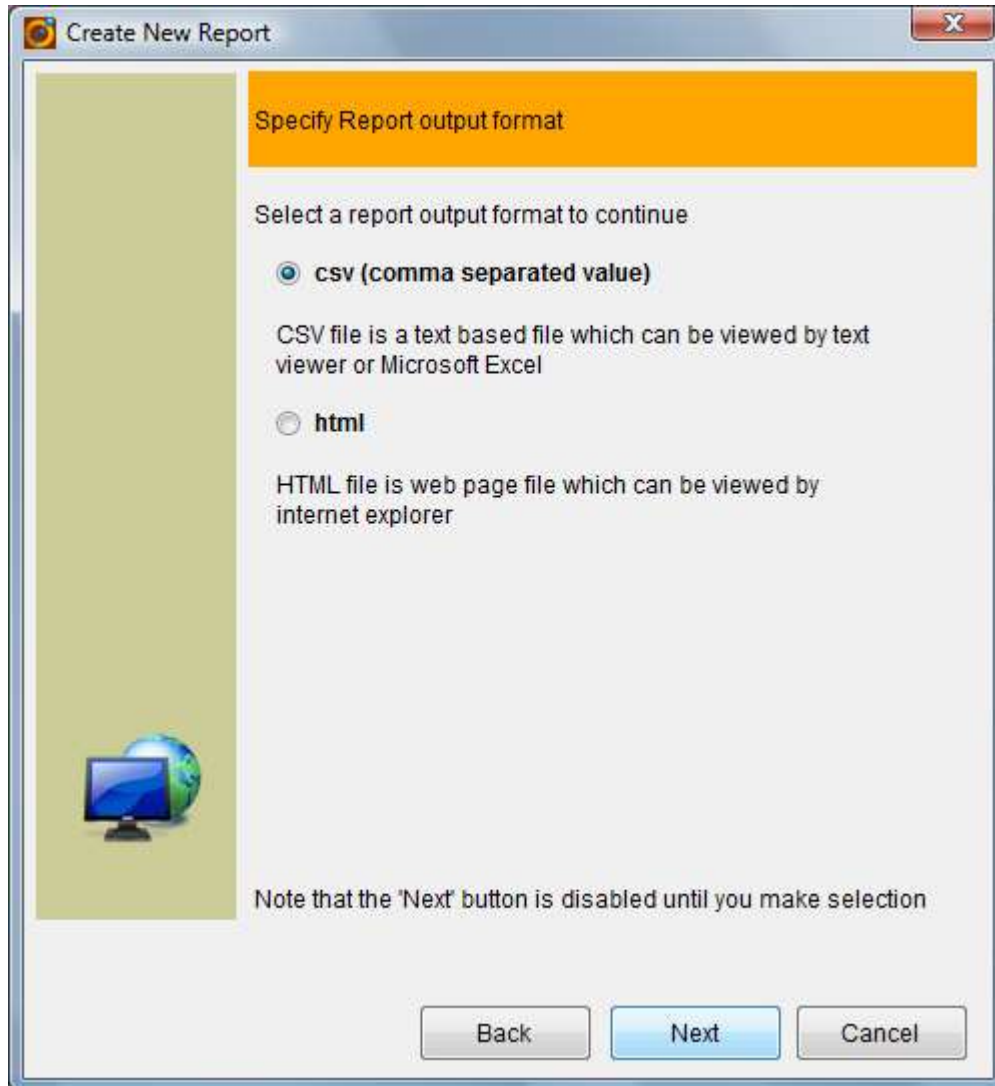 Create New Report
Specify Report output format
Select a report output format to continue
csv (comma separated value)
CSV file is a text based file which can be viewed by text
viewer or Microsoft Excel
html
HTML file is web page file which can be viewed by
internet explorer
Note that the 'Next' button is disabled until you make selection
Back
Next
Cancel